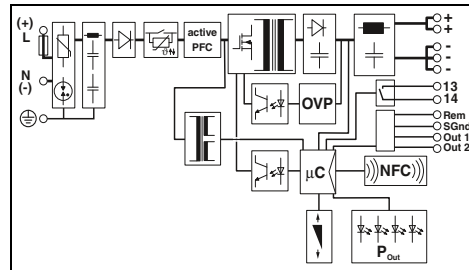 (+)
L
N
(-)
ϑ
active
PFC
OVP
+
+
-
-
-
13
14
Rem
SGnd
Out 1
Out 2
μC
NFC
POut